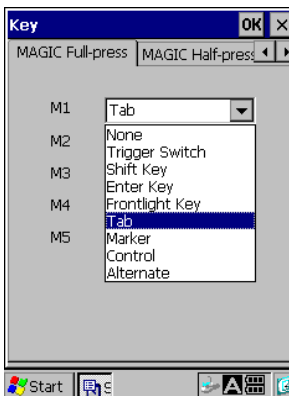 Key OK ×
MAGIC Full-press MAGIC Half-press
M1 Tab
M2
M3
M4
M5
None
Trigger Switch
Shift Key
Enter Key
Frontlight Key
Tab
Marker
Control
Alternate
Start S A